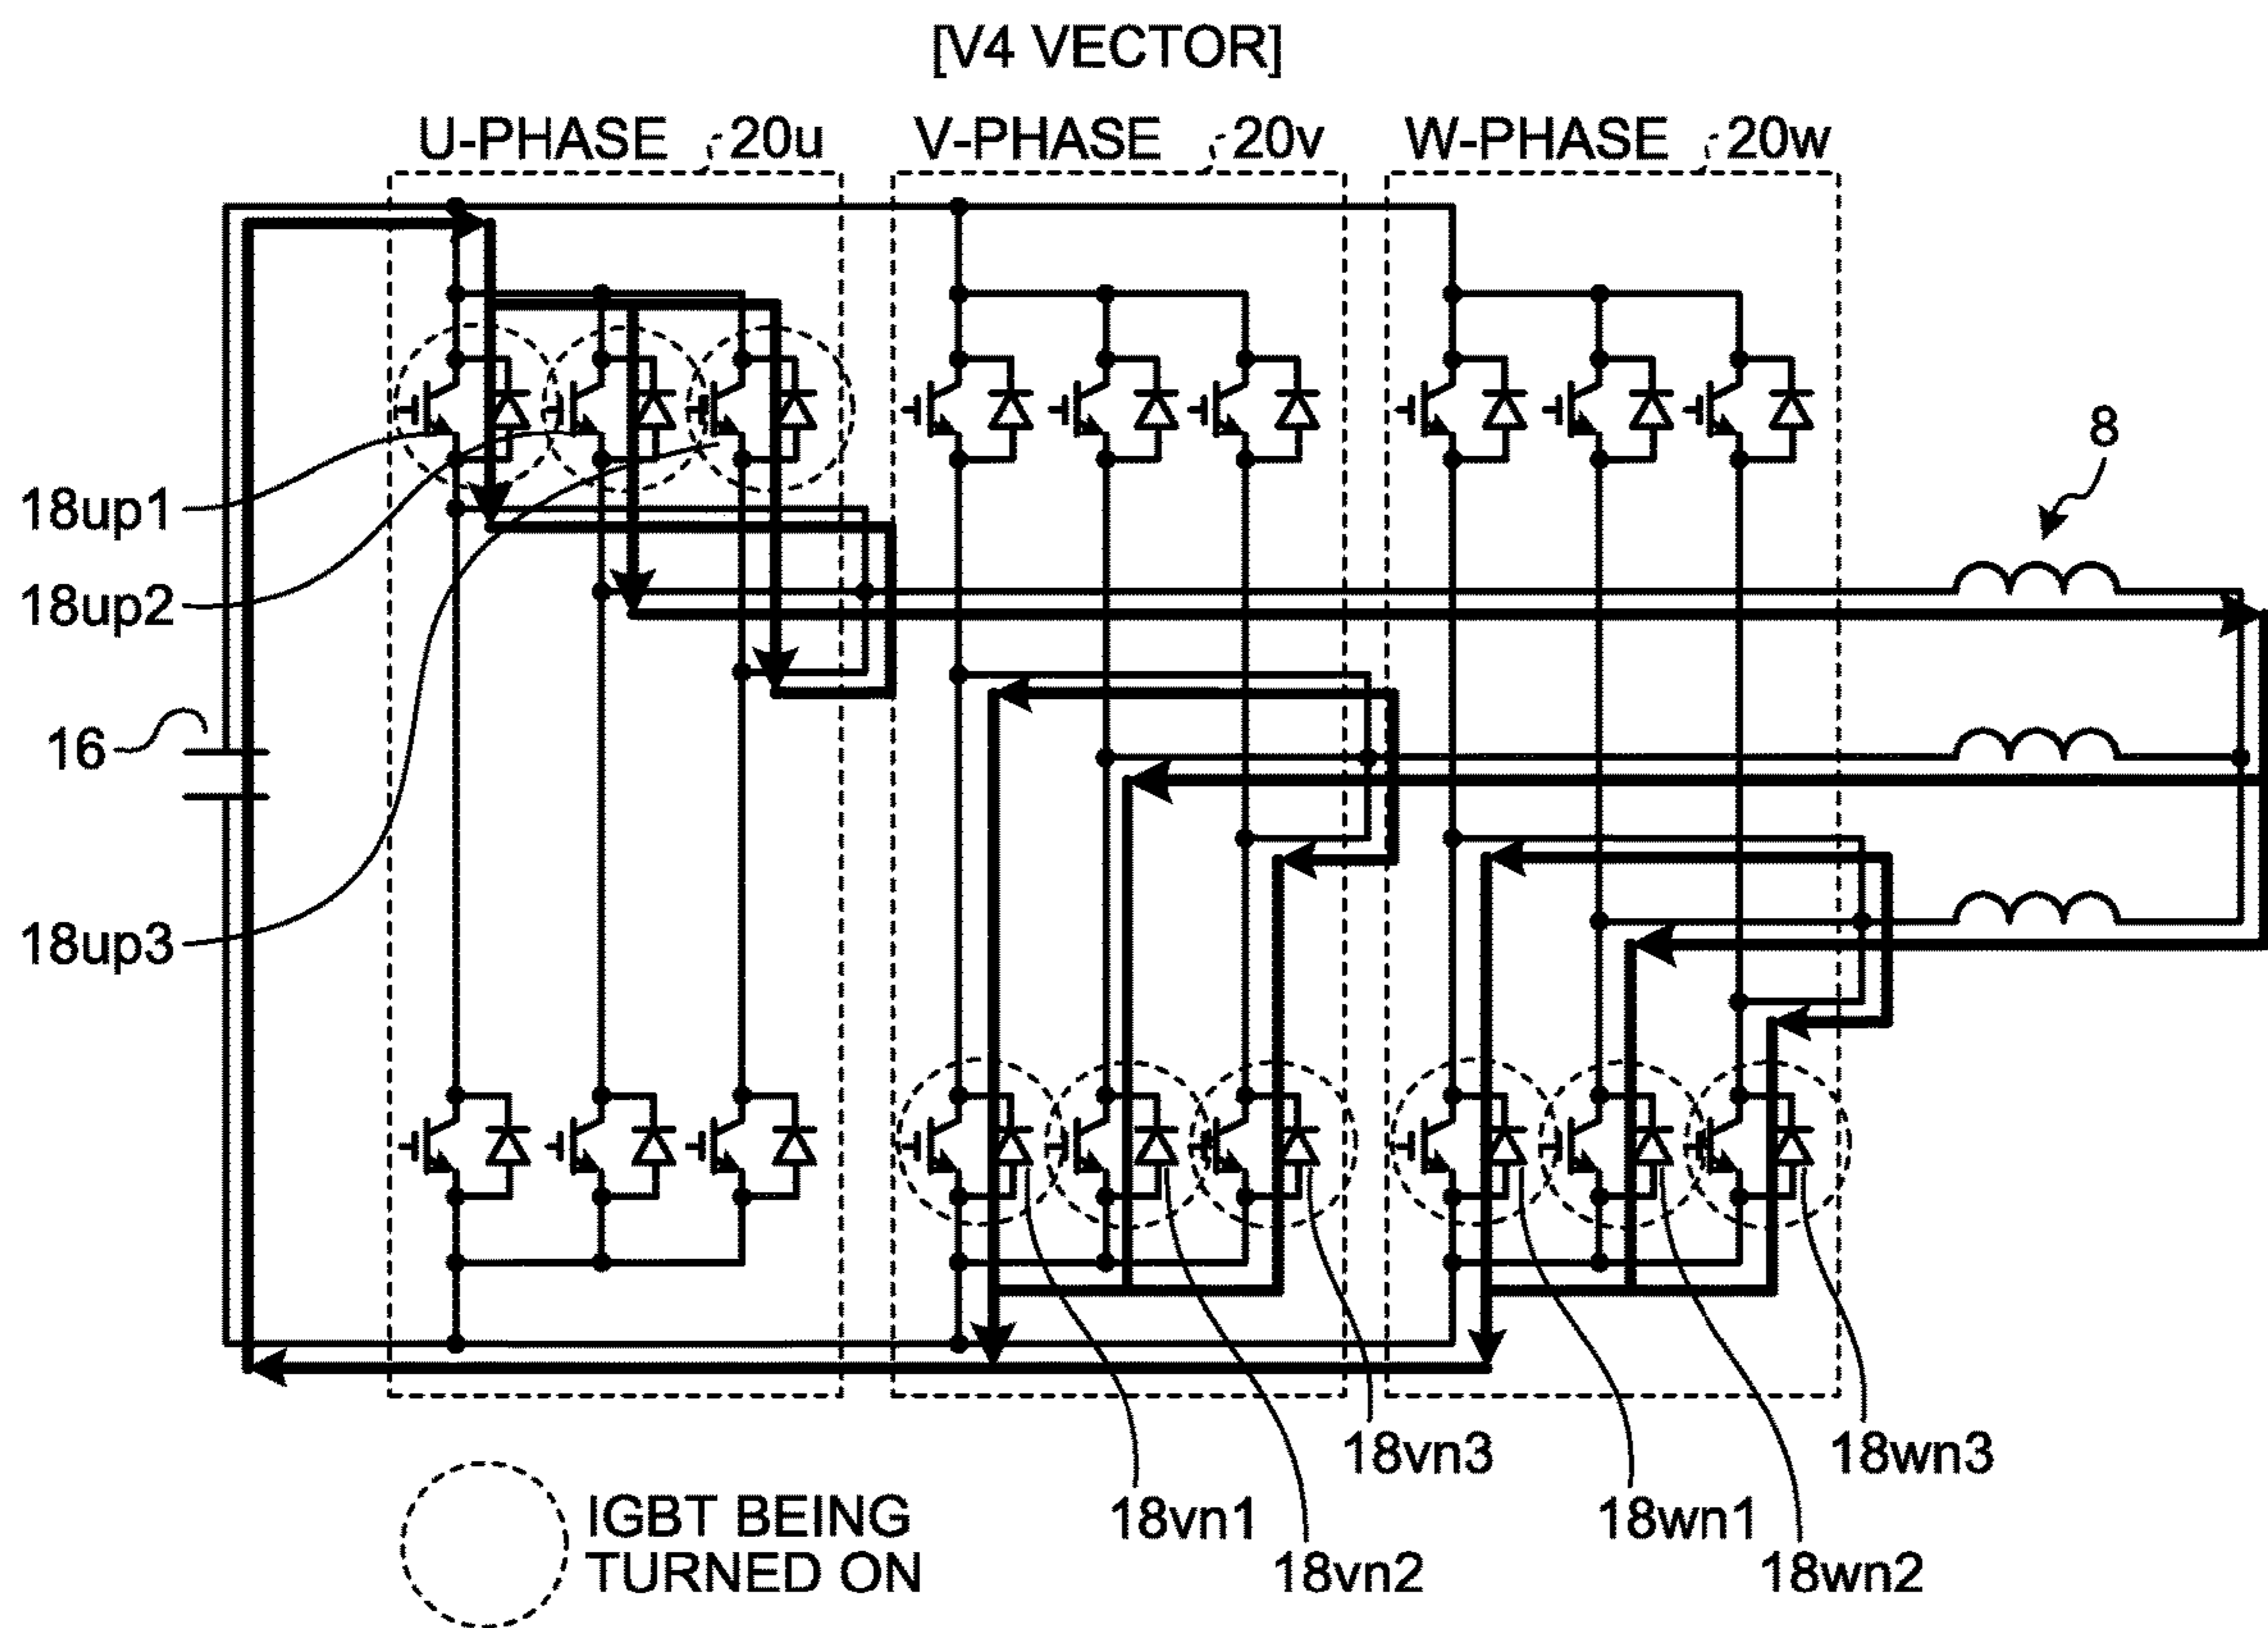 [V4 VECTOR]
U-PHASE 20u
V-PHASE 20v
W-PHASE 20w
8
18up1
18up2
16
18up3
18vn3
18wn3
18vn1
18wn1
18vn2
18wn2
IGBT BEING
TURNED ON